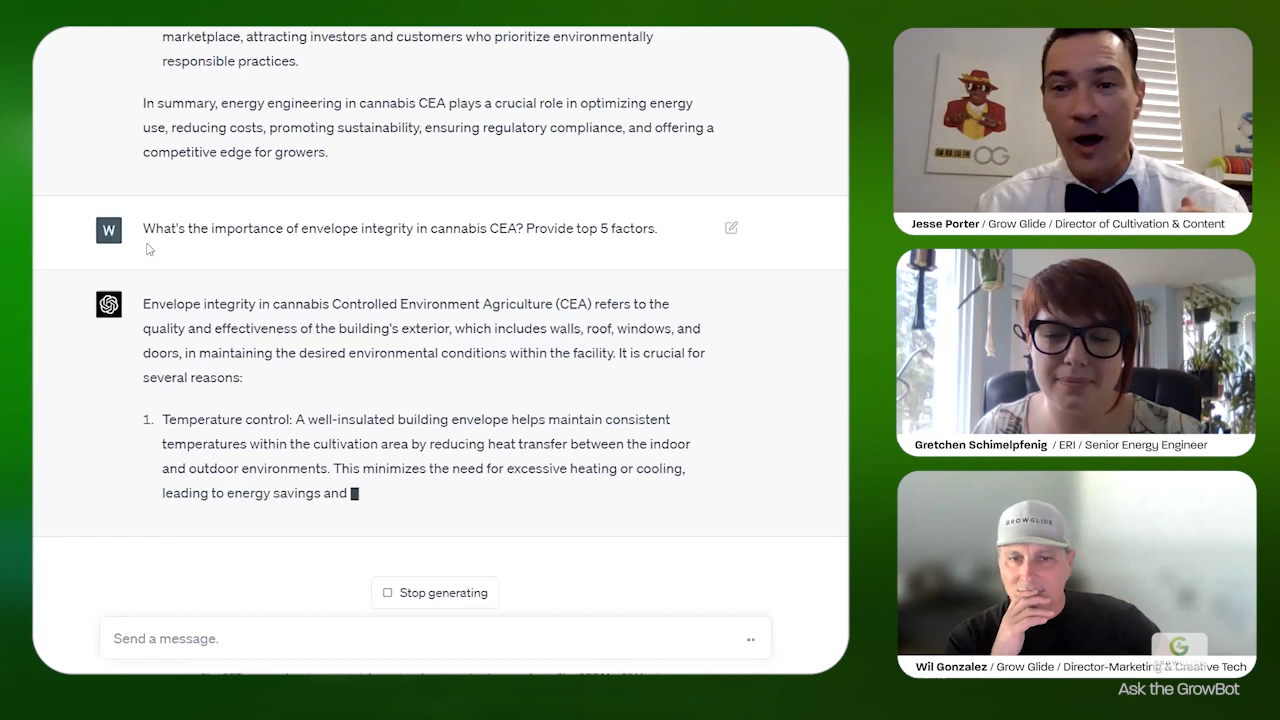 marketplace, attracting investors and customers who prioritize environmentally
responsible practices.
In summary, energy engineering in cannabis CEA plays a crucial role in optimizing energy
use, reducing costs, promoting sustainability, ensuring regulatory compliance, and offering a
competitive edge for growers.
W
What's the importance of envelope integrity in cannabis CEA? Provide top 5 factors.
Envelope integrity in cannabis Controlled Environment Agriculture (CEA) refers to the
quality and effectiveness of the building's exterior, which includes walls, roof, windows, and
doors, in maintaining the desired environmental conditions within the facility. It is crucial for
several reasons:
1. Temperature control: A well-insulated building envelope helps maintain consistent
temperatures within the cultivation area by reducing heat transfer between the indoor
and outdoor environments. This minimizes the need for excessive heating or cooling,
leading to energy savings and
Stop generating
Send a message.
OG
Jesse Porter / Grow Glide / Director of Cultivation & Content
Gretchen Schimelpfenig / ERI / Senior Energy Engineer
GROWGLIDE
G
Wil Gonzalez / Grow Glide / Director-Marketing & Creative Tech
Ask the GrowBot